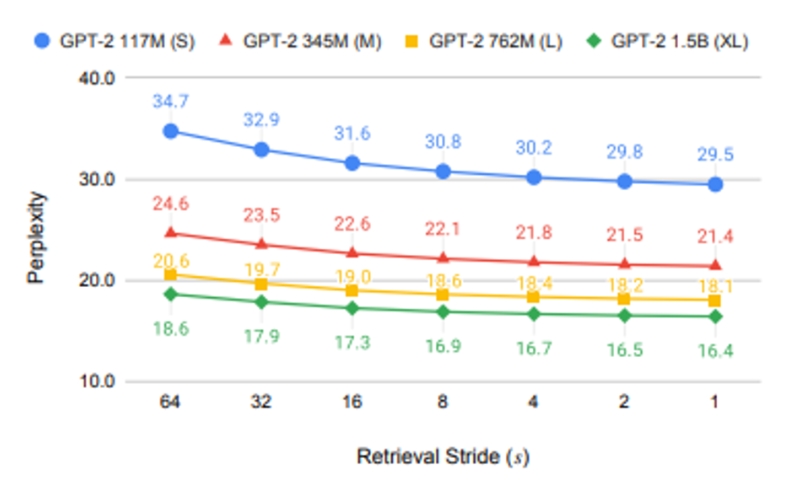 GPT-2 117M (S) GPT-2 345M (M) GPT-2 762M (L) GPT-2 1.5B (XL)
40.0
34.7 32.9 31.6 30.8 30.2 29.8 29.5
30.0
24.6 23.5 22.6 22.1 21.8 21.5 21.4
20.6 19.7 19.0 18.6 18.4 18.2 18.1
20.0
18.6 17.9 17.3 16.9 16.7 16.5 16.4
10.0
64 32 16 8 4 2 1
Perplexity
Retrieval Stride (s)